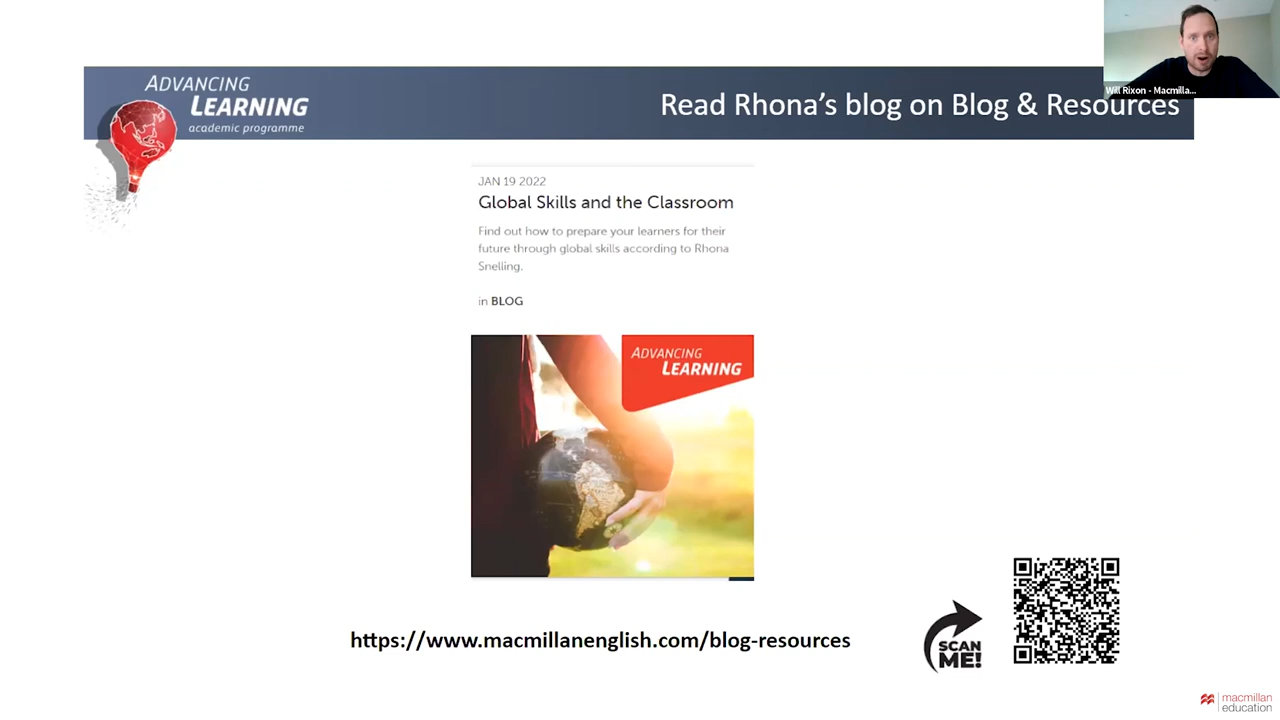 Will Rixon - Macmilla...
ADVANCING
LEARNING
academic programme
Read Rhona's blog on Blog & Resources
JAN 19 2022
Global Skills and the Classroom
Find out how to prepare your learners for their
future through global skills according to Rhona
Snelling.
in BLOG
ADVANCING
LEARNING
https://www.macmillanenglish.com/blog-resources
SCAN
ME!
macmillan
education